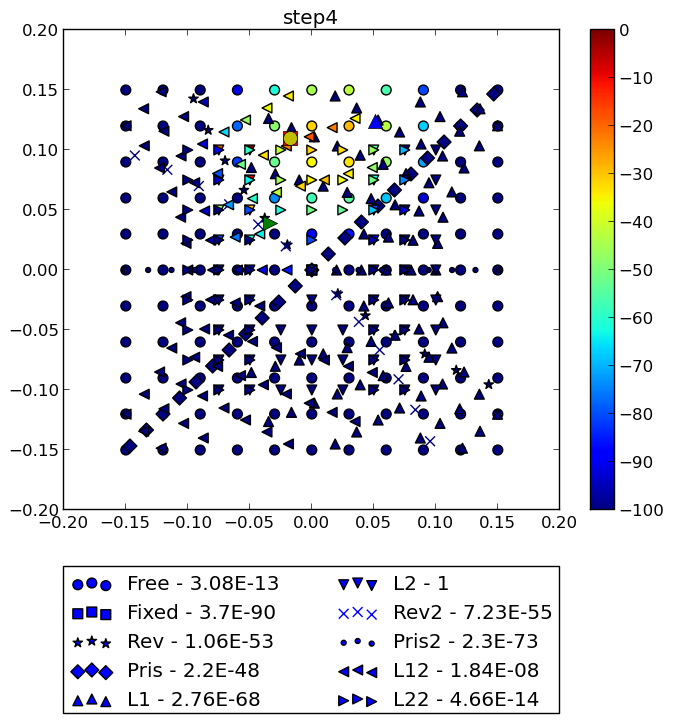 step4
0.20
0.15
0.10
0.05
0.00
−0.05
−0.10
−0.15
−0.20
−0.20 −0.15 −0.10 −0.05 0.00 0.05 0.10 0.15 0.20
0
−10
−20
−30
−40
−50
−60
−70
−80
−90
−100
Free - 3.08E-13
Fixed - 3.7E-90
Rev - 1.06E-53
Pris - 2.2E-48
L1 - 2.76E-68
L2 - 1
Rev2 - 7.23E-55
Pris2 - 2.3E-73
L12 - 1.84E-08
L22 - 4.66E-14